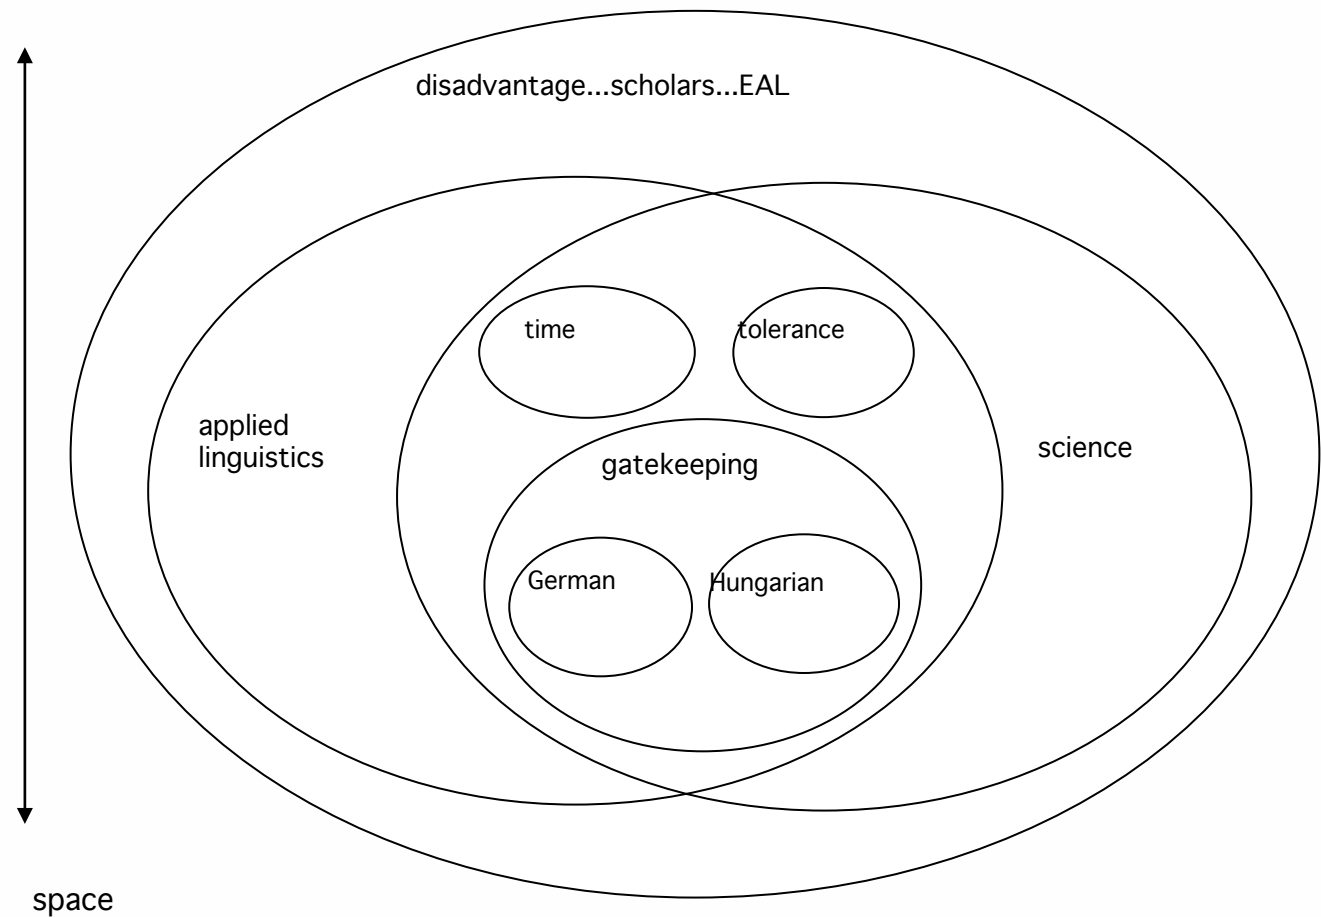 disadvantage...scholars...EAL
time
tolerance
applied
linguistics
science
gatekeeping
German
Hungarian
space